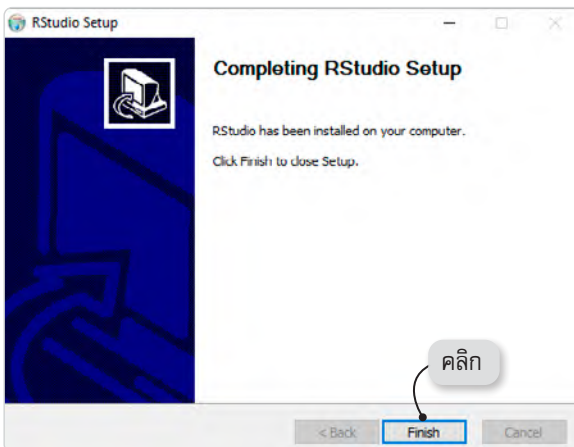 RStudio Setup
Completing RStudio Setup
RStudio has been installed on your computer.
Click Finish to close Setup.
คลิก
< Back
Finish
Cancel